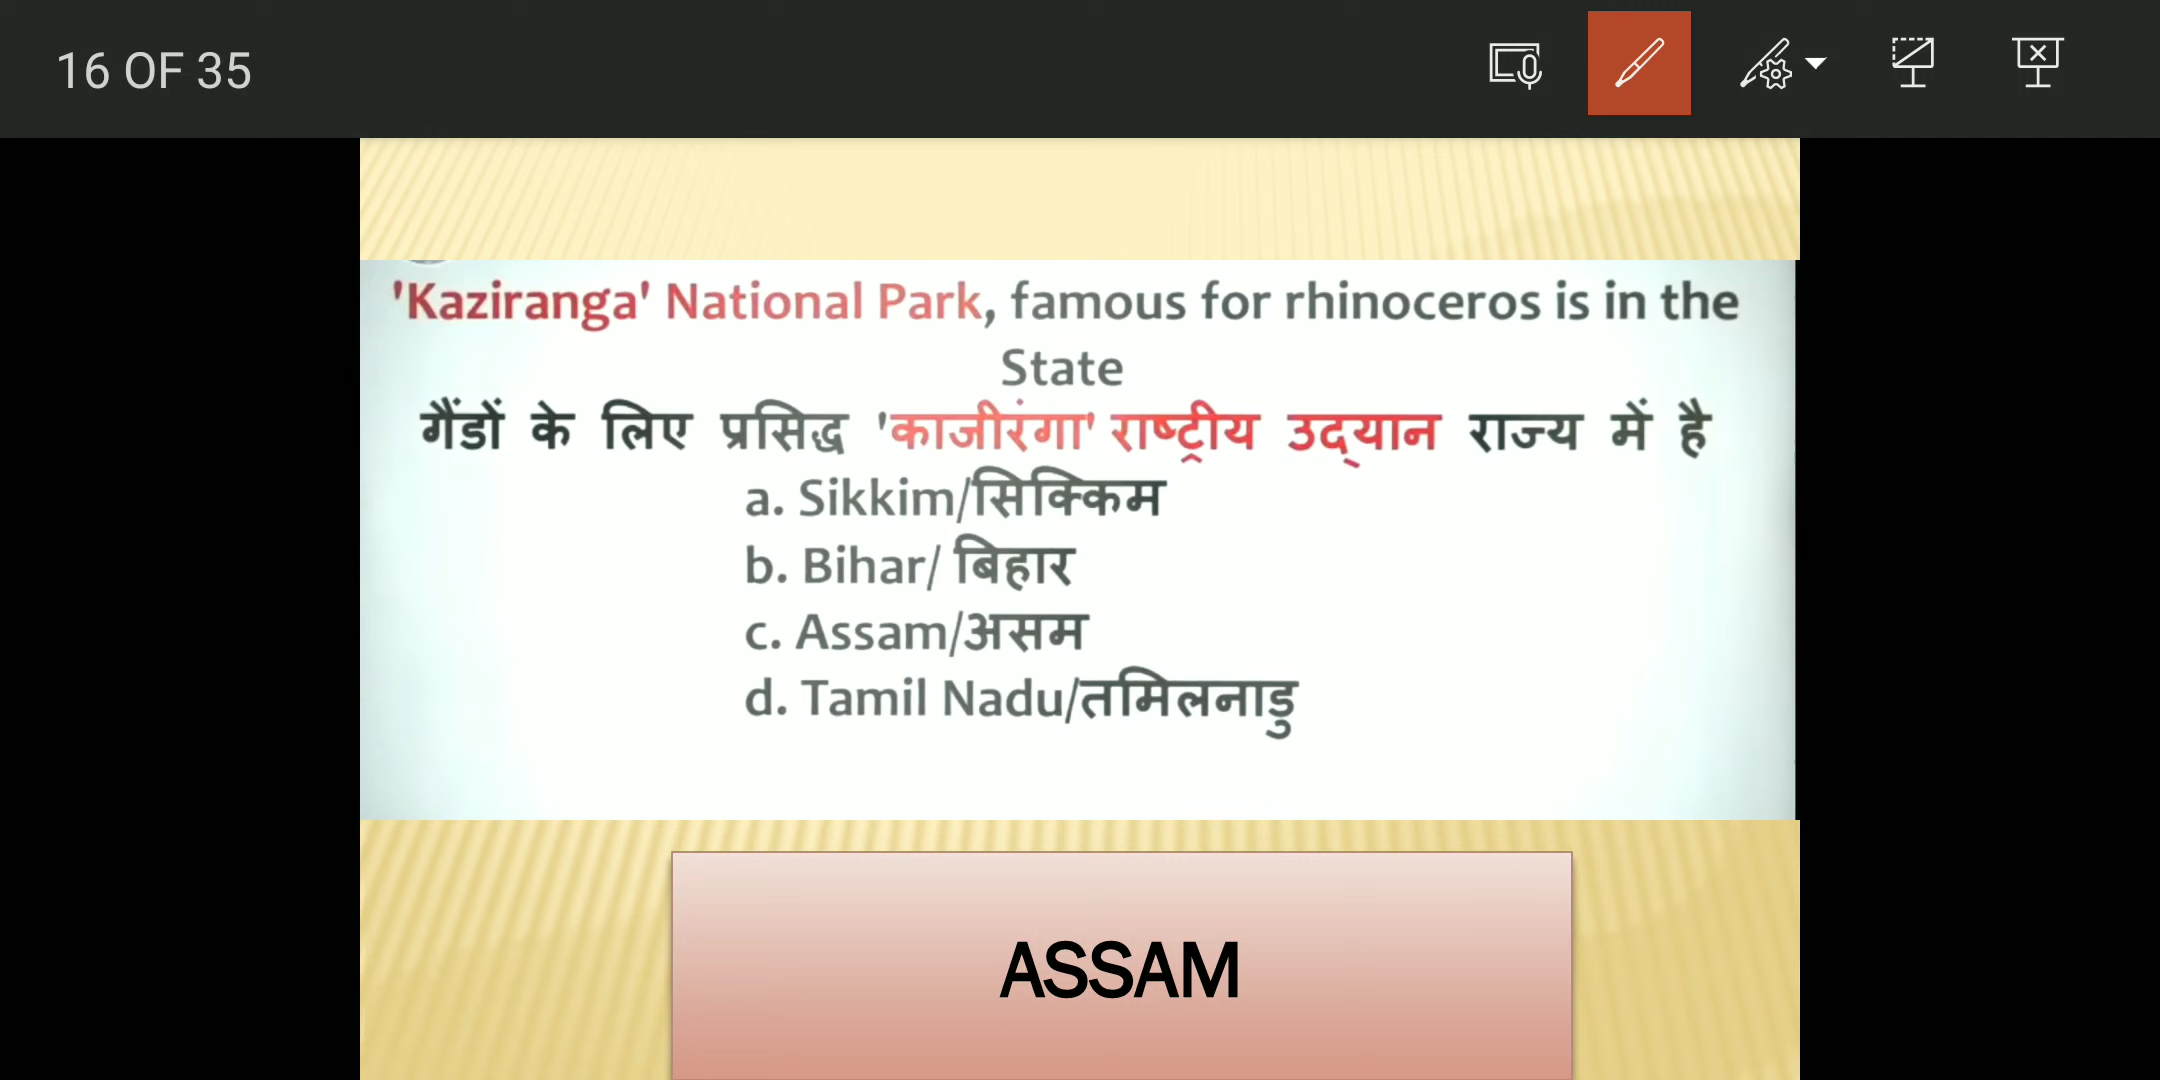 16 OF 35
'Kaziranga' National Park, famous for rhinoceros is in the
State
गैंडों के लिए प्रसिद्ध 'काजीरंगा' राष्ट्रीय उद्‌यान राज्य में है
a. Sikkim/सिक्किम
b. Bihar/ बिहार
c. Assam/असम
d. Tamil Nadu/तमिलनाडु
ASSAM